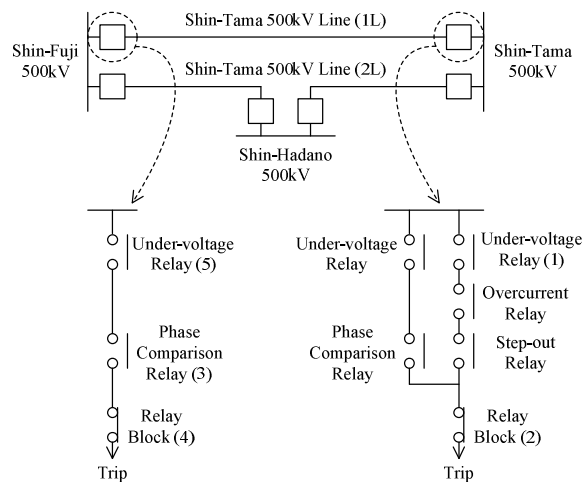 Shin-Tama 500kV Line (1L)
Shin-Fuji
500kV
Shin-Tama
500kV
Shin-Tama 500kV Line (2L)
Shin-Hadano
500kV
Under-voltage
Relay (5)
Phase
Comparison
Relay (3)
Relay
Block (4)
Trip
Under-voltage
Relay
Phase
Comparison
Relay
Under-voltage
Relay (1)
Overcurrent
Relay
Step-out
Relay
Relay
Block (2)
Trip